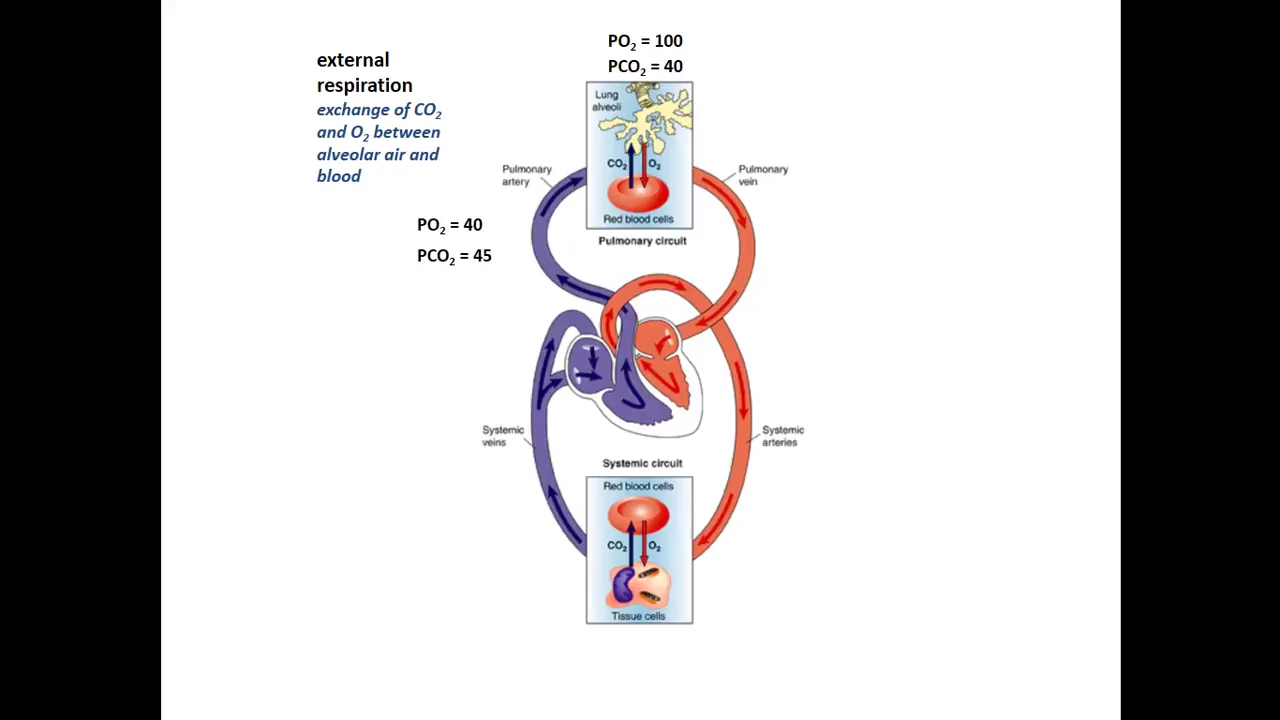 external
respiration
exchange of CO₂
and O₂ between
alveolar air and
blood
PO₂ = 100
PCO₂ = 40
Lung
alveoli
CO₂ O₂
Red blood cells
Pulmonary circuit
Pulmonary
artery
Pulmonary
vein
PO₂ = 40
PCO₂ = 45
Systemic
veins
Systemic
arteries
Systemic circuit
Red blood cells
CO₂ O₂
Tissue cells